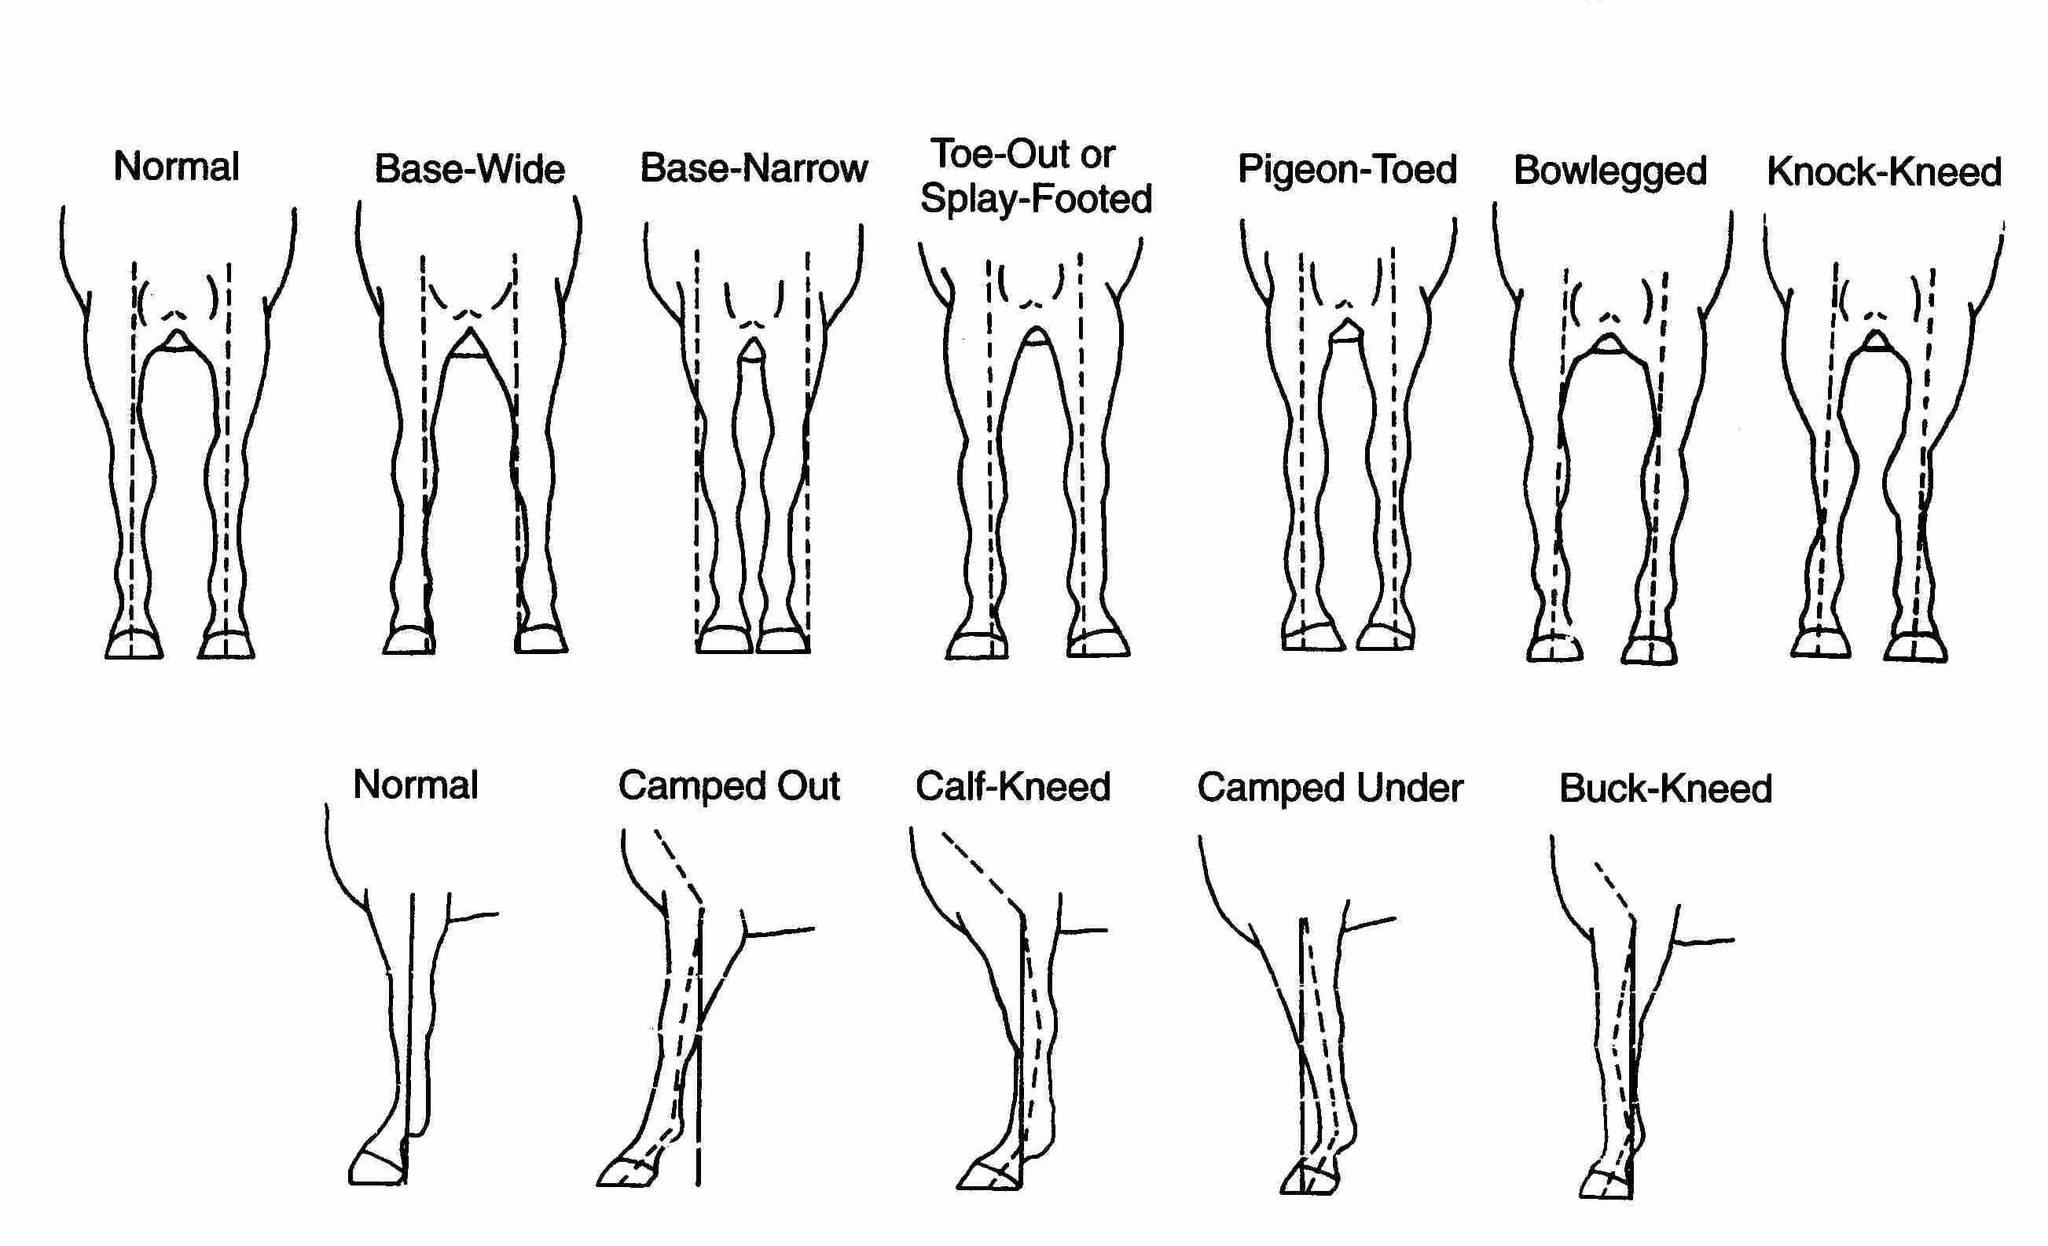 Normal
Base-Wide
Base-Narrow
Toe-Out or
Splay-Footed
Pigeon-Toed
Bowlegged
Knock-Kneed
Normal
Camped Out
Calf-Kneed
Camped Under
Buck-Kneed